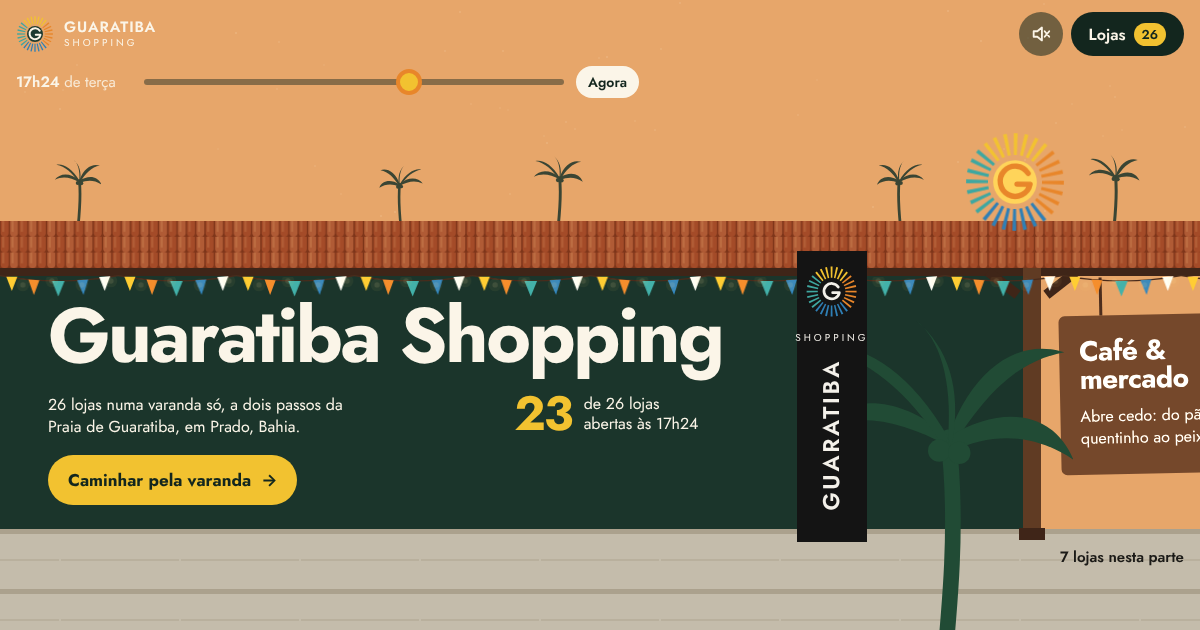 GUARATIBA
SHOPPING
Lojas 26
17h24 de terça
Agora
G
G
G
SHOPPING
GUARATIBA
Guaratiba Shopping
26 lojas numa varanda só, a dois passos da
Praia de Guaratiba, em Prado, Bahia.
23 de 26 lojas
abertas às 17h24
Caminhar pela varanda →
Café &
mercado
Abre cedo: do pã
quentinho ao peix
7 lojas nesta parte